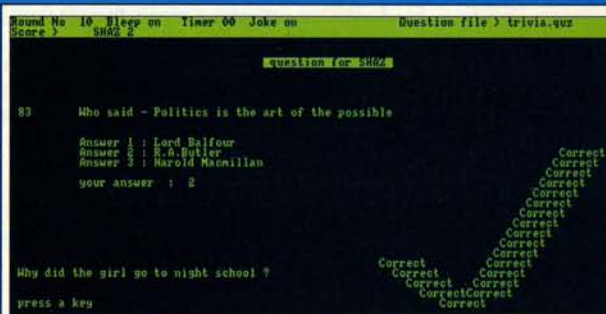 Round No 10 Bleep on Timer 00 Joke on Question file > trivia.quz
Score > SHAZ 2
question for SHAZ
83 Who said - Politics is the art of the possible
Answer 1 : Lord Balfour
Answer 2 : R.A.Butler
Answer 3 : Harold Macmillan
your answer : 2
Correct
Correct
Correct
Correct
Correct
Correct
Correct
Correct
Correct
Correct
Correct
Correct Correct
Why did the girl go to night school ?
Correct Correct
Correct Correct
CorrectCorrect
press a key
Correct